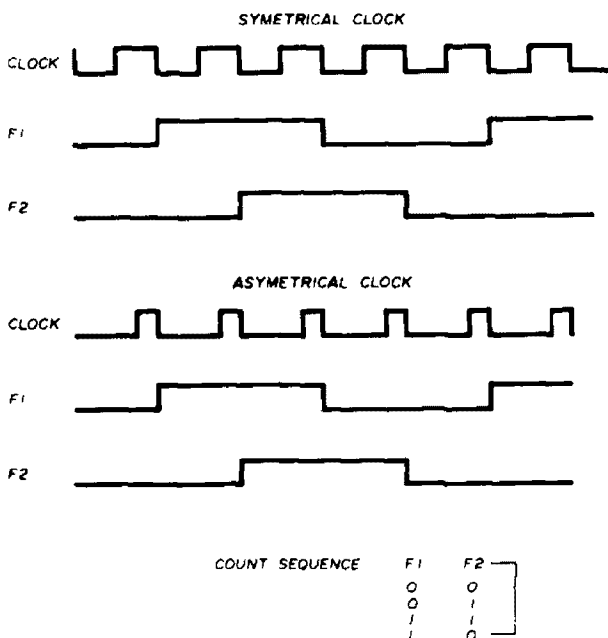 SYMETRICAL CLOCK
CLOCK
F1
F2
ASYMETRICAL CLOCK
CLOCK
F1
F2
COUNT SEQUENCE F1 F2
0 0
0 1
1 1
1 0